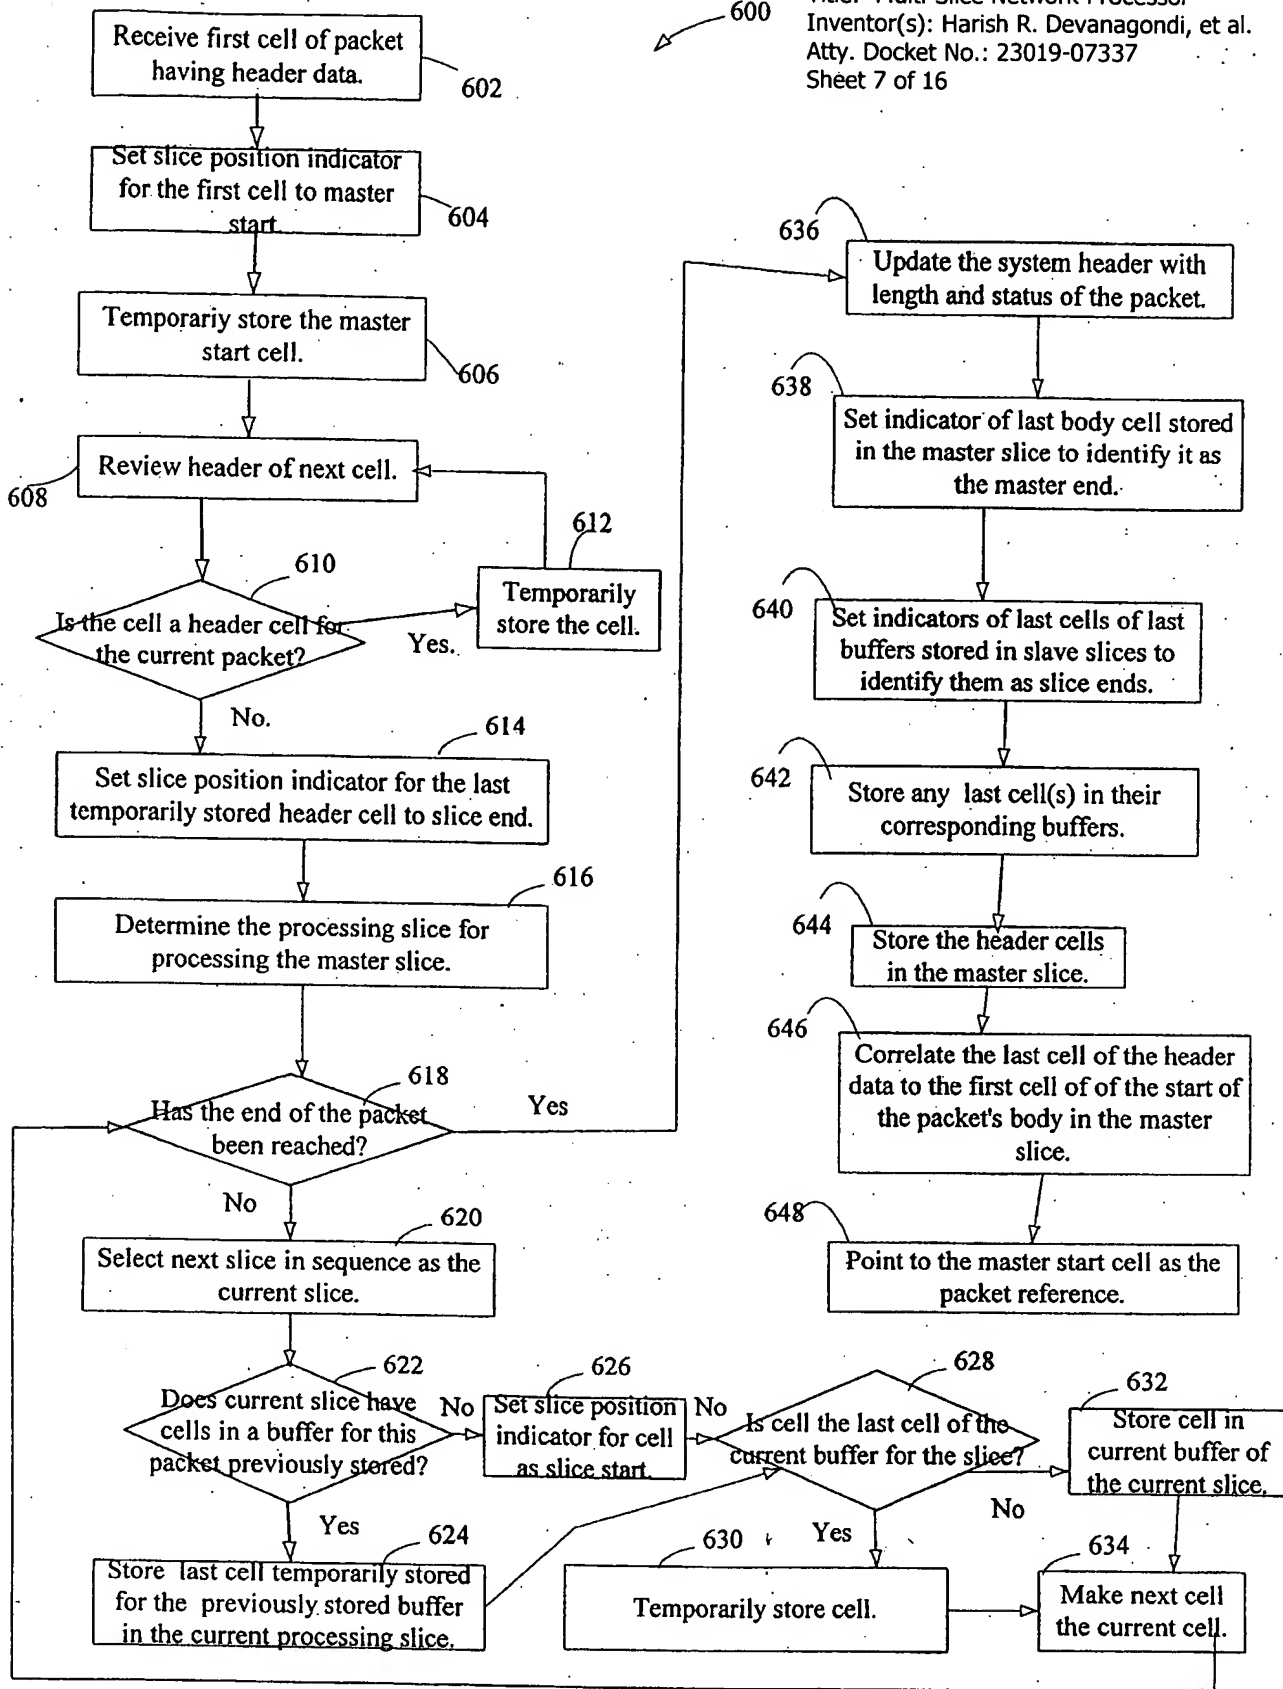 600
Inventor(s): Harish R. Devanagondi, et al.
Atty. Docket No.: 23019-07337
Sheet 7 of 16
Receive first cell of packet
having header data.
602
Set slice position indicator
for the first cell to master
start.
604
Temporariy store the master
start cell.
606
Review header of next cell.
608
610
Is the cell a header cell for
the current packet?
Yes.
612
Temporarily
store the cell.
No.
614
Set slice position indicator for the last
temporarily stored header cell to slice end.
616
Determine the processing slice for
processing the master slice.
618
Has the end of the packet
been reached?
Yes
No
620
Select next slice in sequence as the
current slice.
622
Does current slice have
cells in a buffer for this
packet previously stored?
No
Yes
624
Store last cell temporarily stored
for the previously stored buffer
in the current processing slice.
626
Set slice position
indicator for cell
as slice start.
No
628
Is cell the last cell of the
current buffer for the slice?
No
Yes
630
Temporarily store cell.
632
Store cell in
current buffer of
the current slice.
634
Make next cell
the current cell.
636
Update the system header with
length and status of the packet.
638
Set indicator of last body cell stored
in the master slice to identify it as
the master end.
640
Set indicators of last cells of last
buffers stored in slave slices to
identify them as slice ends.
642
Store any last cell(s) in their
corresponding buffers.
644
Store the header cells
in the master slice.
646
Correlate the last cell of the header
data to the first cell of of the start of
the packet's body in the master
slice.
648
Point to the master start cell as the
packet reference.